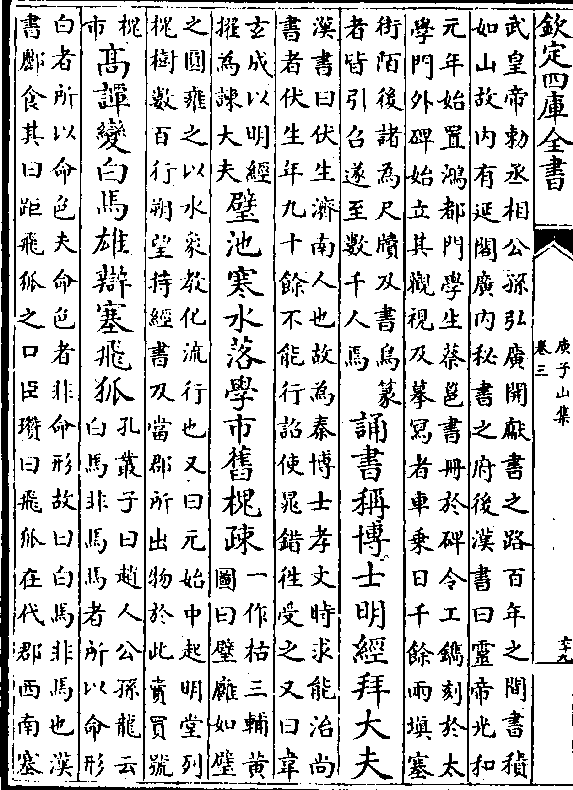 欽定四庫全書
庾子山集
卷三
六十九
武皇帝勅丞相公孫弘廣開獻書之路百年之間書積
如山故内有延閣廣内秘書之府後漢書曰靈帝光和
元年始置鴻都門學生蔡邕書冊於碑令工鐫刻於太
學門外碑始立其觀視及摹冩者車乗日千餘兩填塞
街陌後諸為尺牘及書鳥篆
者皆引召遂至數千人焉
誦書稱博士明經拜大夫
漢書曰伏生濟南人也故為秦博士孝文時求能治尚
書者伏生年九十餘不能行詔使晁錯徃受之又曰韋
玄成以明經
擢為諫大夫
璧池寒水落學市舊槐疎
一作枯三輔黄
圖曰璧廱如璧
之圓雍之以水象教化流行也又曰元始中起明堂列
槐樹數百行朔望持經書及當郡所出物於此賣買號
槐
市
髙譚變白馬雄辯塞飛狐
孔叢子曰趙人公孫龍云
白馬非馬馬者所以命形
白者所以命色夫命色者非命形故曰白馬非馬也漢
書酈食其曰距飛狐之口臣瓚曰飛狐在代郡西南塞